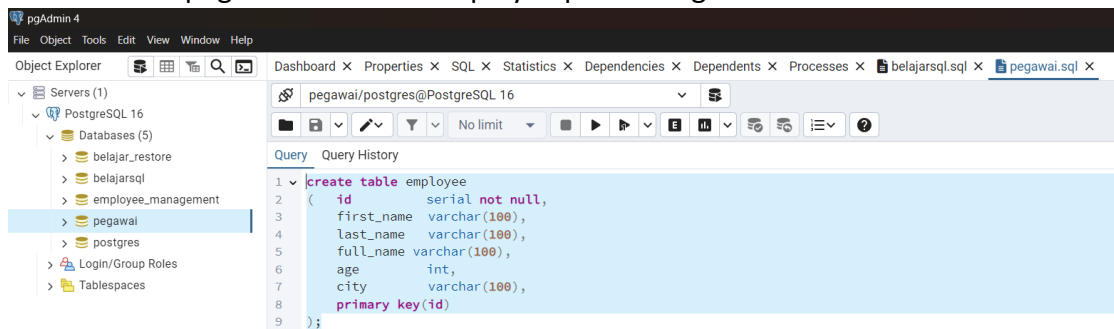 pgAdmin 4
File Object Tools Edit View Window Help
Object Explorer
Dashboard Properties SQL Statistics Dependencies Dependents Processes belajarsql.sql pegawai.sql
Servers (1)
PostgreSQL 16
Databases (5)
belajar_restore
belajarsql
employee_management
pegawai
postgres
Login/Group Roles
Tablespaces
pegawai/postgres@PostgreSQL 16
No limit
Query Query History
1 create table employee
2 ( id serial not null,
3 first_name varchar(100),
4 last_name varchar(100),
5 full_name varchar(100),
6 age int,
7 city varchar(100),
8 primary key(id)
9 );